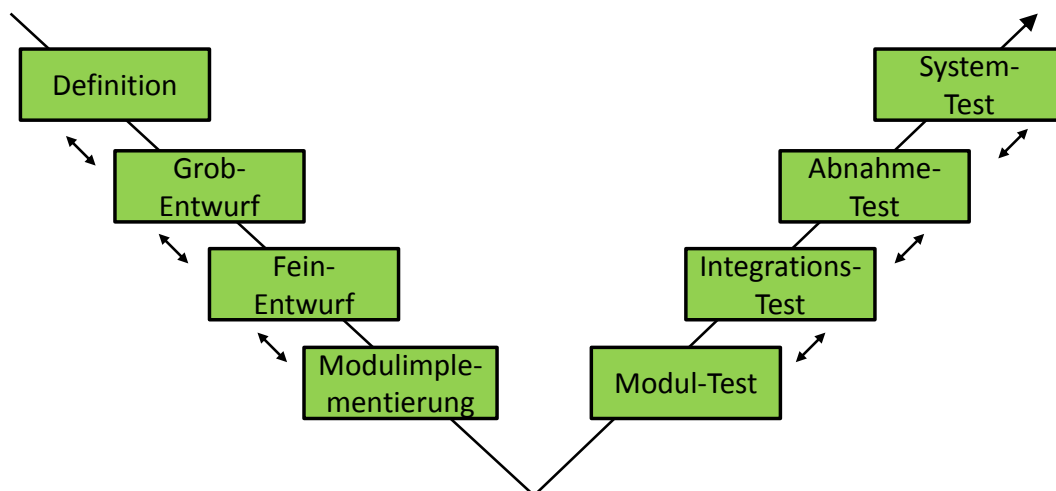 Definition
Grob-
Entwurf
Fein-
Entwurf
Modulimple-
mentierung
System-
Test
Abnahme-
Test
Integrations-
Test
Modul-Test